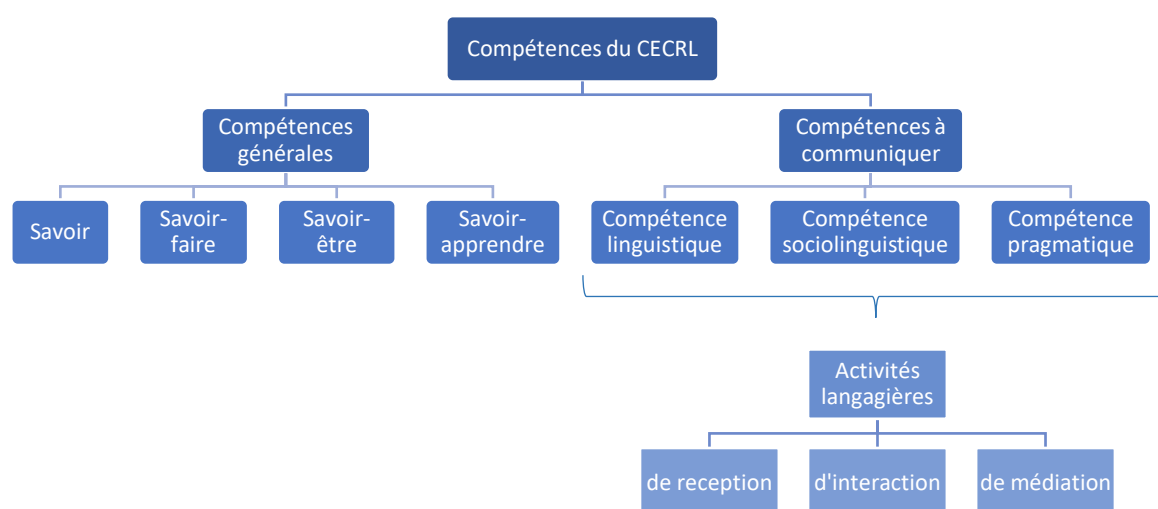 Compétences du CECRL
Compétences
générales
Compétences à
communiquer
Savoir
Savoir-
faire
Savoir-
être
Savoir-
apprendre
Compétence
linguistique
Compétence
sociolinguistique
Compétence
pragmatique
Activités
langagières
de reception
d'interaction
de médiation